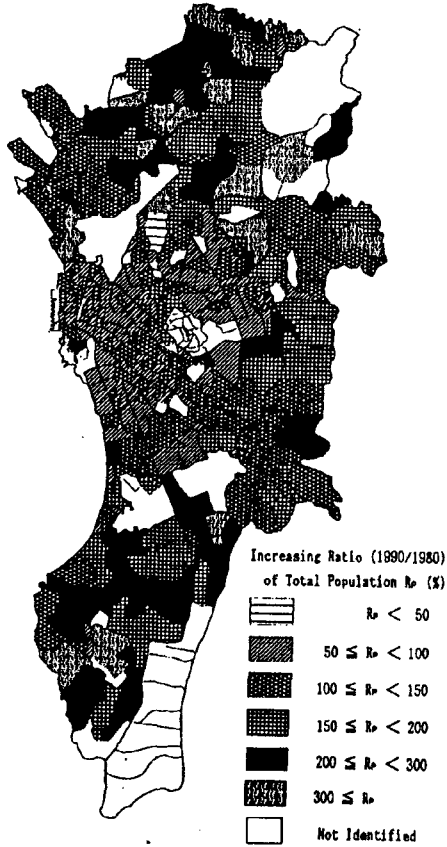 Increasing Ratio (1990/1980)
of Total Population Rₚ (%)
Rₚ < 50
50 ≦ Rₚ < 100
100 ≦ Rₚ < 150
150 ≦ Rₚ < 200
200 ≦ Rₚ < 300
300 ≦ Rₚ
Not Identified